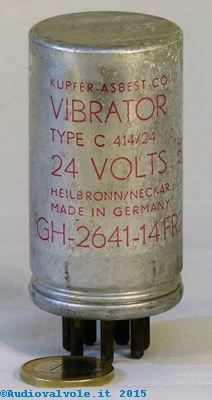 KUPFER-ASBEST-CO.
VIBRATOR
TYPE C 414/24
24 VOLTS
HEILBRONN/NECKAR
MADE IN GERMANY
GH-2641-14
©Audiovalvole.it 2015